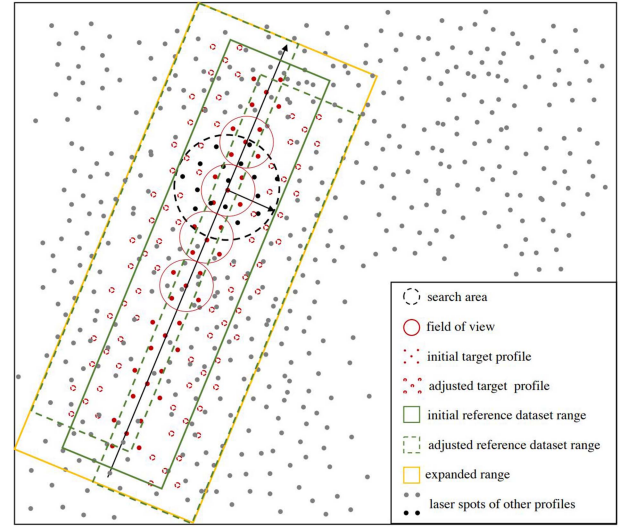 search area
field of view
initial target profile
adjusted target profile
initial reference dataset range
adjusted reference dataset range
expanded range
laser spots of other profiles